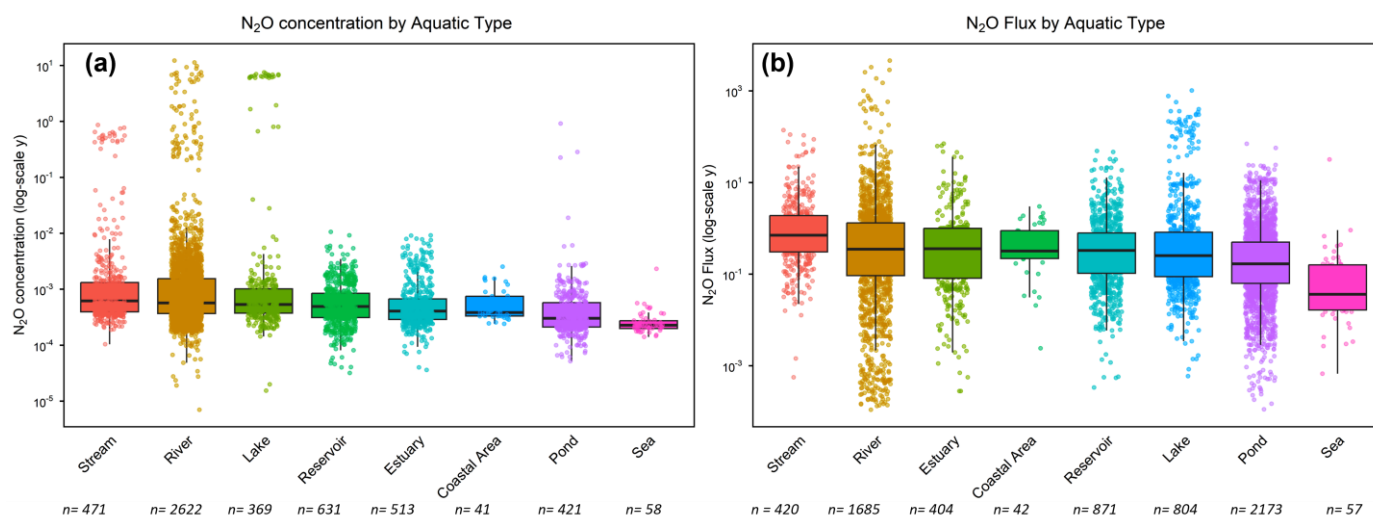 N₂O concentration by Aquatic Type
(a)
N₂O concentration (log-scale y)
10¹
10⁰
10⁻¹
10⁻²
10⁻³
10⁻⁴
10⁻⁵
Stream River Lake Reservoir Estuary Coastal Area Pond Sea
n= 471 n= 2622 n= 369 n= 631 n= 513 n= 41 n= 421 n= 58
N₂O Flux by Aquatic Type
(b)
N₂O Flux (log-scale y)
10³
10¹
10⁻¹
10⁻³
Stream River Estuary Coastal Area Reservoir Lake Pond Sea
n= 420 n= 1685 n= 404 n= 42 n= 871 n= 804 n= 2173 n= 57